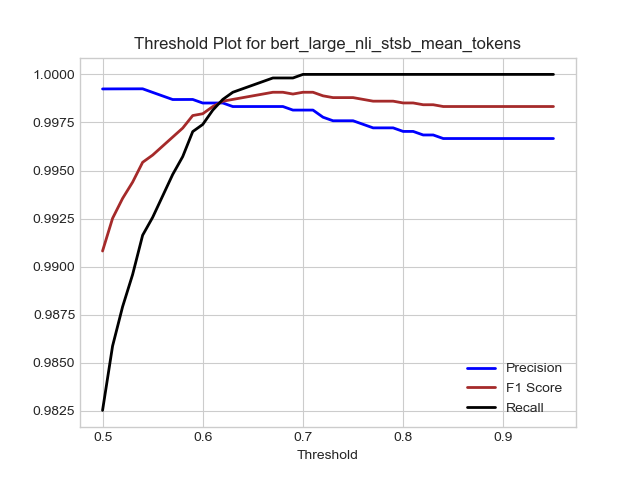 Threshold Plot for bert_large_nli_stsb_mean_tokens
1.0000
0.9975
0.9950
0.9925
0.9900
0.9875
0.9850
0.9825
Precision
F1 Score
Recall
0.5 0.6 0.7 0.8 0.9
Threshold